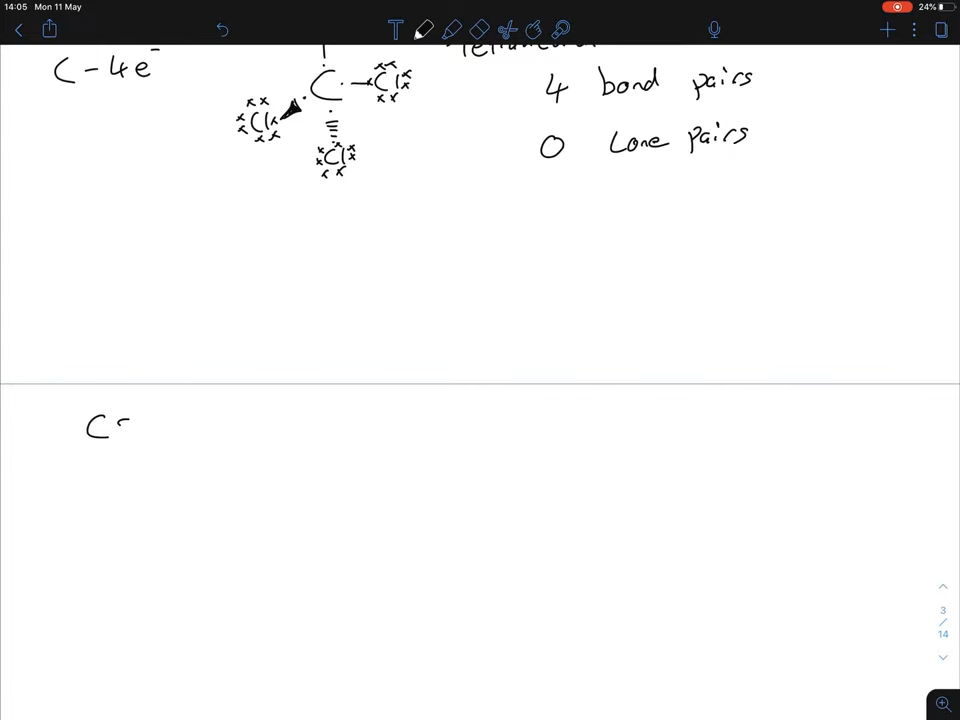 14:05 Mon 11 May
24%
T
C - 4e⁻
C
Cl
Cl
Cl
4 bond pairs
0 Lone pairs
C
3
/
14